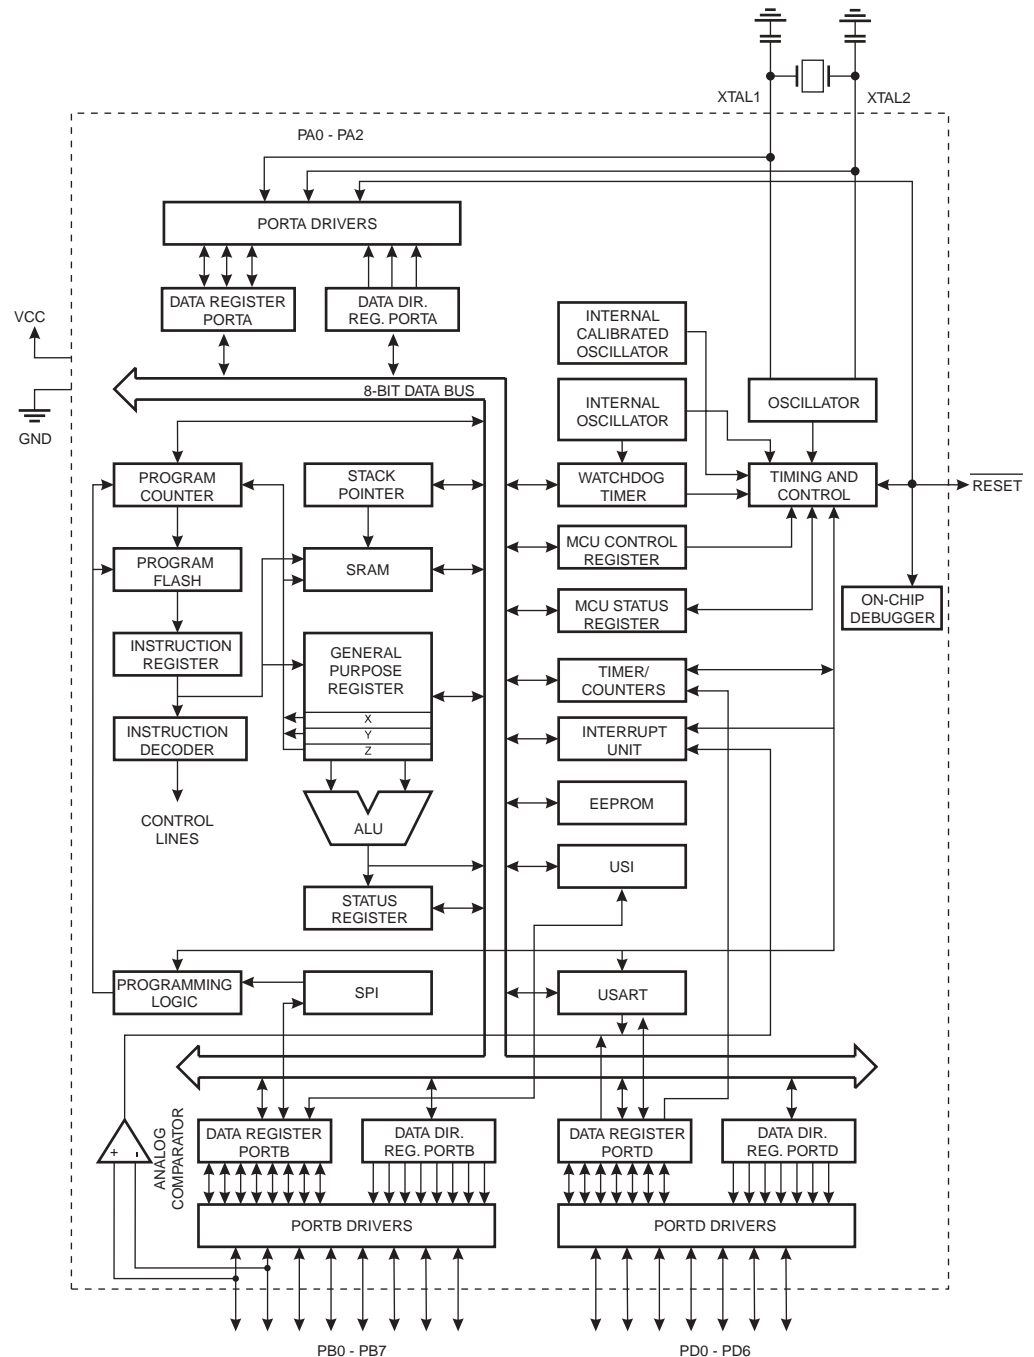 XTAL1
XTAL2
PA0 - PA2
PORTA DRIVERS
DATA REGISTER
PORTA
DATA DIR.
REG. PORTA
VCC
GND
8-BIT DATA BUS
INTERNAL
CALIBRATED
OSCILLATOR
INTERNAL
OSCILLATOR
OSCILLATOR
PROGRAM
COUNTER
STACK
POINTER
WATCHDOG
TIMER
TIMING AND
CONTROL
RESET
PROGRAM
FLASH
SRAM
MCU CONTROL
REGISTER
ON-CHIP
DEBUGGER
MCU STATUS
REGISTER
INSTRUCTION
REGISTER
GENERAL
PURPOSE
REGISTER
X
Y
Z
TIMER/
COUNTERS
INSTRUCTION
DECODER
INTERRUPT
UNIT
CONTROL
LINES
ALU
EEPROM
USI
STATUS
REGISTER
PROGRAMMING
LOGIC
SPI
USART
+
-
ANALOG
COMPARATOR
DATA REGISTER
PORTB
DATA DIR.
REG. PORTB
DATA REGISTER
PORTD
DATA DIR.
REG. PORTD
PORTB DRIVERS
PORTD DRIVERS
PB0 - PB7
PD0 - PD6